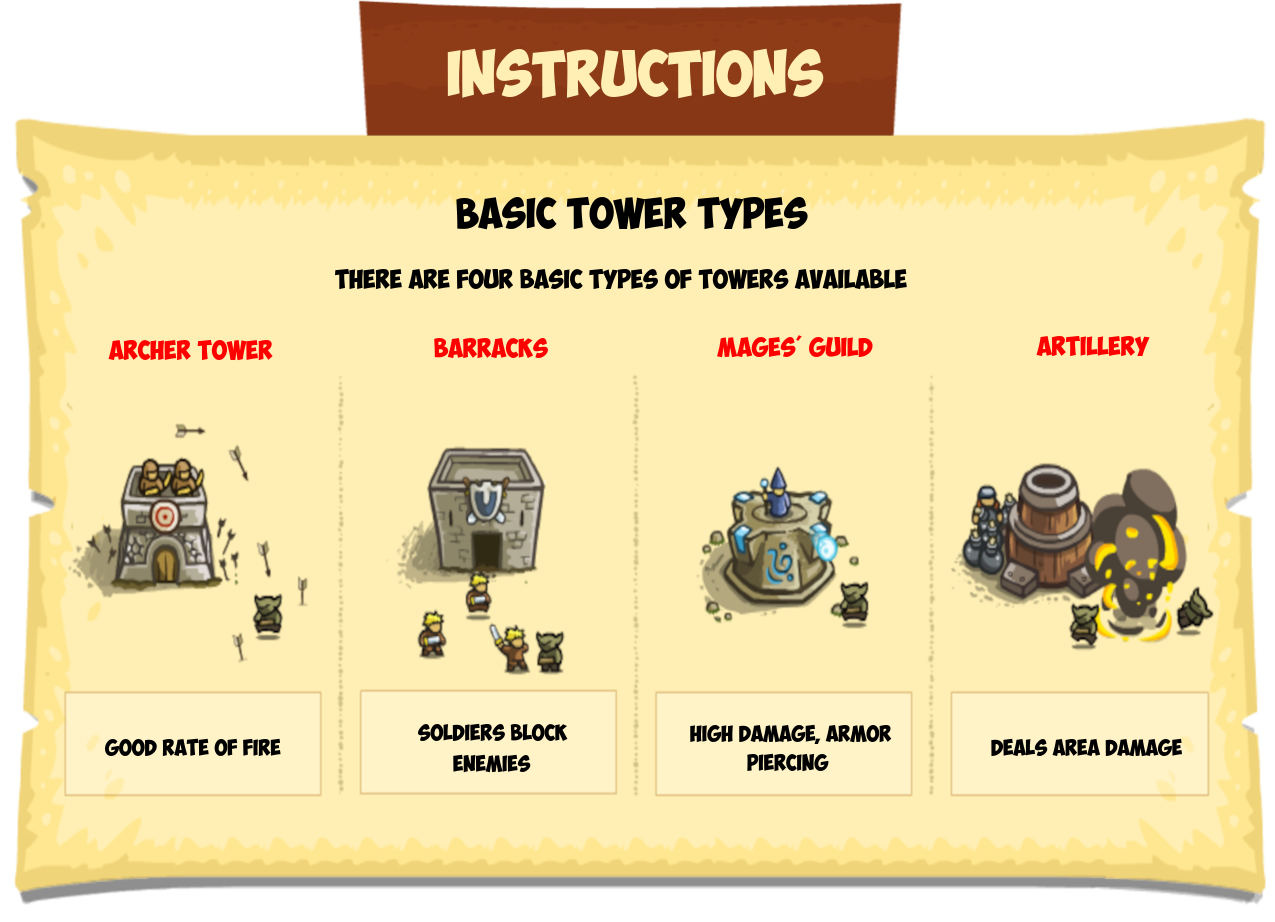 INSTRUCTIONS
BASIC TOWER TYPES
THERE ARE FOUR BASIC TYPES OF TOWERS AVAILABLE
ARCHER TOWER
BARRACKS
MAGES´ GUILD
ARTILLERY
GOOD RATE OF FIRE
SOLDIERS BLOCK
ENEMIES
HIGH DAMAGE, ARMOR
PIERCING
DEALS AREA DAMAGE